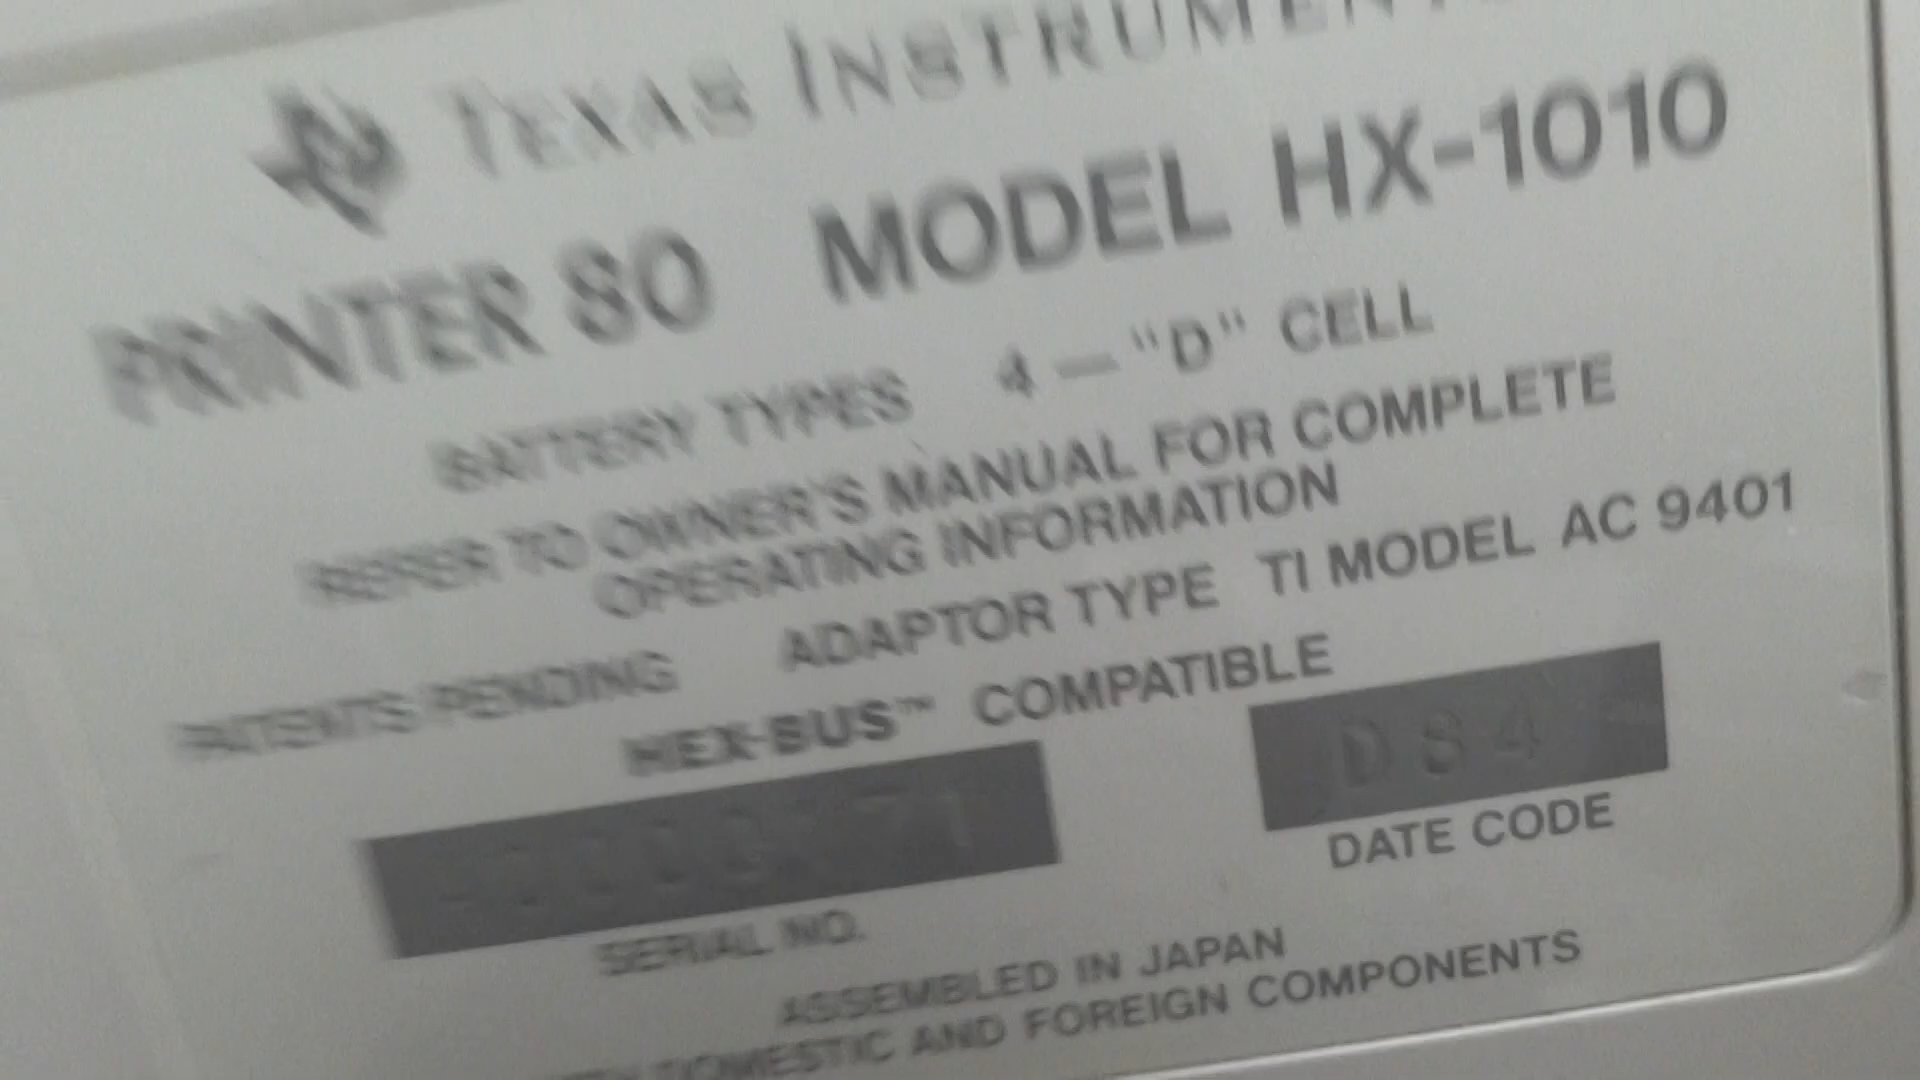 TEXAS INSTRUMENT
PRINTER 80 MODEL HX-1010
BATTERY TYPES 4 — "D" CELL
REFER TO OWNER'S MANUAL FOR COMPLETE
OPERATING INFORMATION
PATENTS PENDING ADAPTOR TYPE TI MODEL AC 9401
HEX-BUS™ COMPATIBLE
SERIAL NO.
DATE CODE
ASSEMBLED IN JAPAN
DOMESTIC AND FOREIGN COMPONENTS